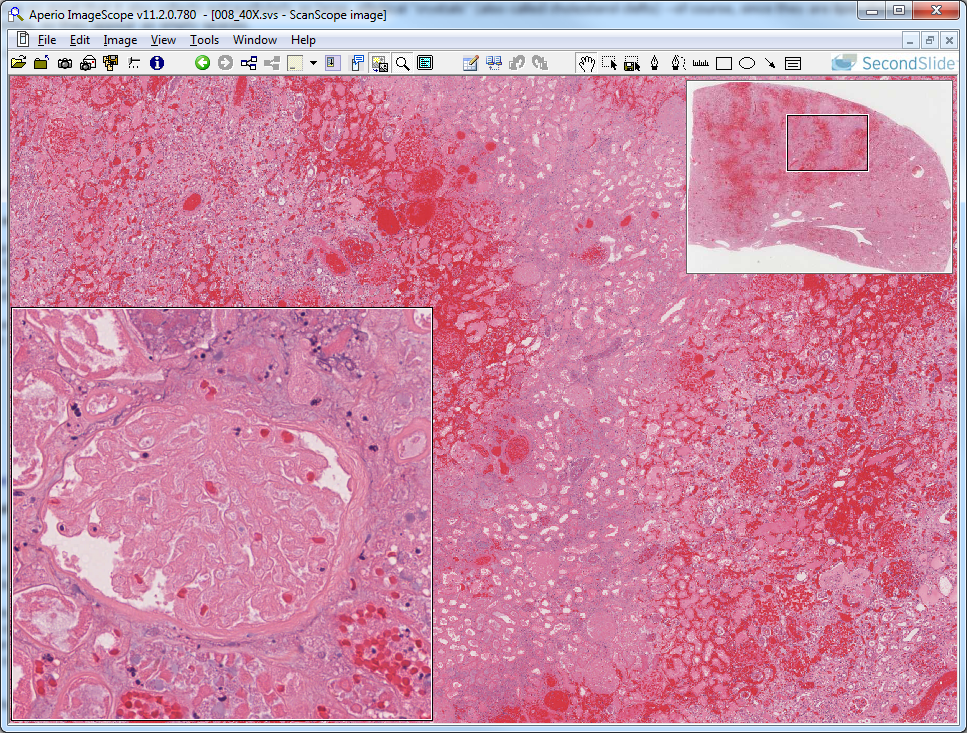 Aperio ImageScope v11.2.0.780 - [008_40X.svs - ScanScope image]
File Edit Image View Tools Window Help
SecondSlide